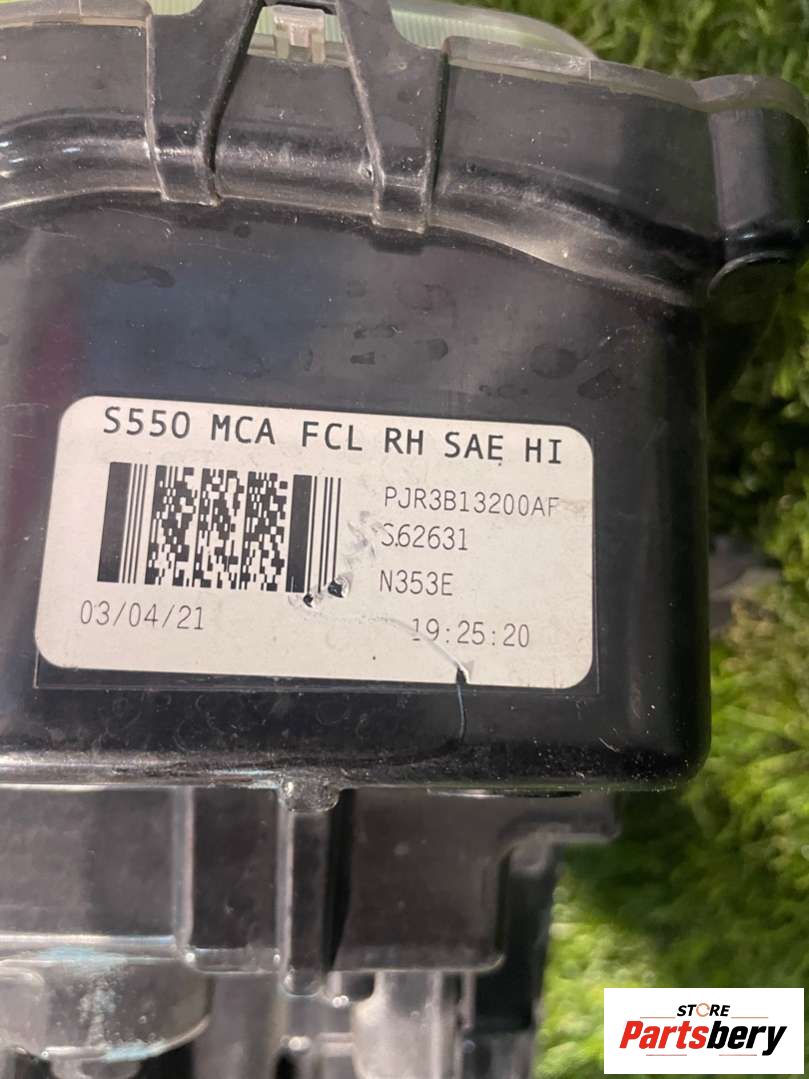 S550 MCA FCL RH SAE HI
PJR3B13200AF
S62631
N353E
03/04/21
19:25:20
STORE
Partsbery